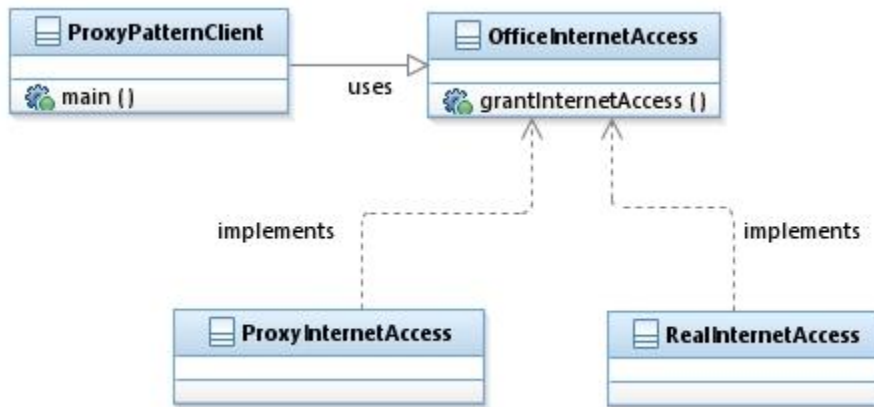 ProxyPatternClient
OfficeInternetAccess
uses
main ()
grantInternetAccess ()
implements
implements
ProxyInternetAccess
RealInternetAccess